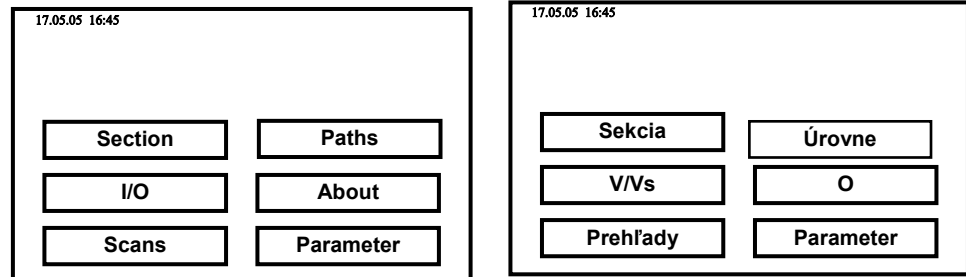 17.05.05 16:45
Section Paths
I/O About
Scans Parameter
17.05.05 16:45
Sekcia Úrovne
V/Vs O
Prehľady Parameter